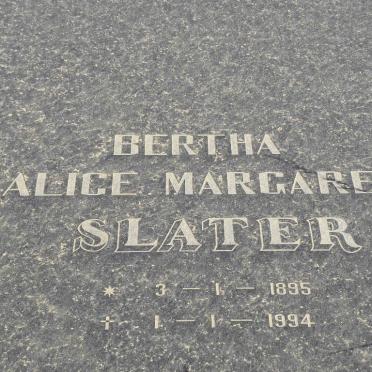 BERTHA
ALICE MARGARE
SLATER
* 3 – 1 – 1895
† 1 – 1 – 1994